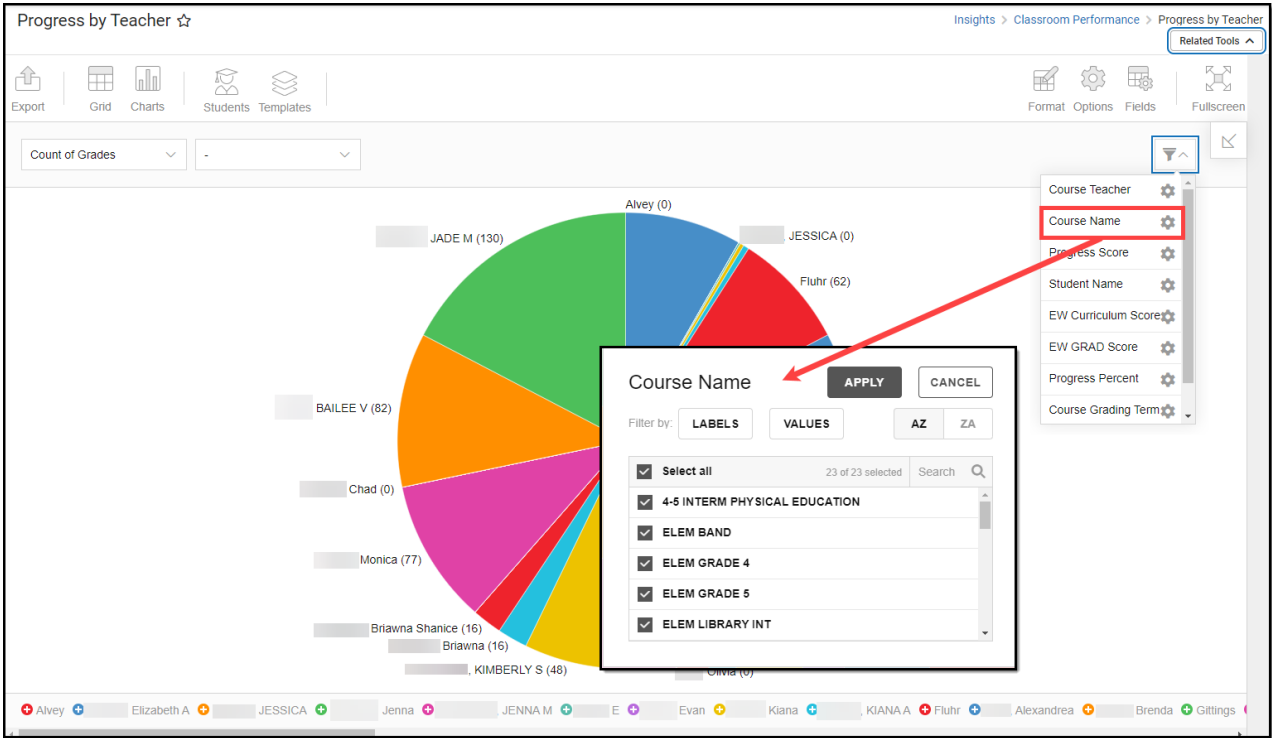 Progress by Teacher
Insights > Classroom Performance > Progress by Teacher
Related Tools
Export
Grid
Charts
Students
Templates
Format
Options
Fields
Fullscreen
Count of Grades
-
Course Teacher
Course Name
Progress Score
Student Name
EW Curriculum Score
EW GRAD Score
Progress Percent
Course Grading Term
Alvey (0)
JESSICA (0)
JADE M (130)
Fluhr (62)
BAILEE V (82)
Chad (0)
Monica (77)
Briawna Shanice (16)
Briawna (16)
, KIMBERLY S (48)
Olivia (0)
Course Name
APPLY
CANCEL
Filter by:
LABELS
VALUES
AZ
ZA
Select all
23 of 23 selected
Search
4-5 INTERM PHYSICAL EDUCATION
ELEM BAND
ELEM GRADE 4
ELEM GRADE 5
ELEM LIBRARY INT
Alvey
Elizabeth A
JESSICA
Jenna
, JENNA M
E
Evan
Kiana
, KIANA A
Fluhr
, Alexandrea
Brenda
Gittings